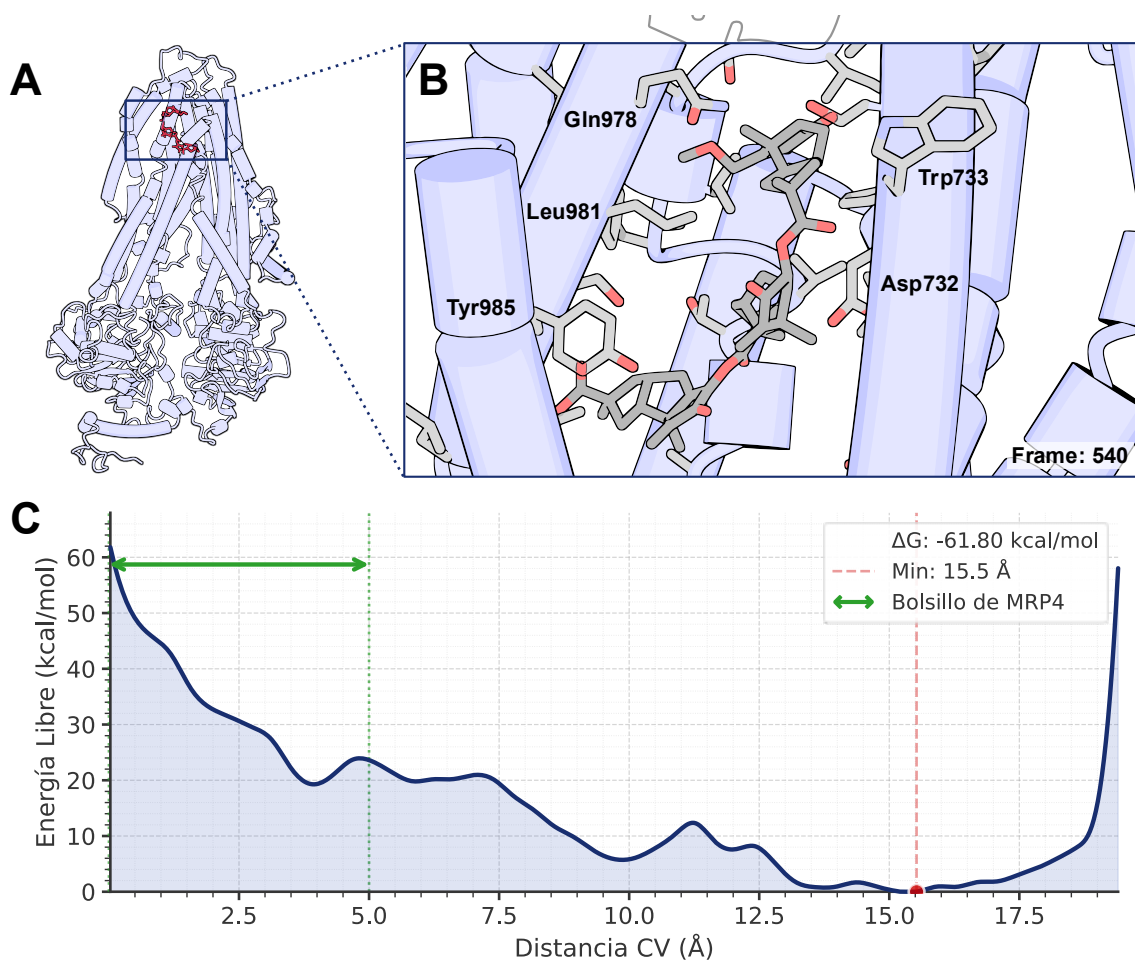 A
B
Gln978
Trp733
Leu981
Asp732
Tyr985
Frame: 540
C
ΔG: -61.80 kcal/mol
Min: 15.5 Å
Bolsillo de MRP4
Energía Libre (kcal/mol)
60
50
40
30
20
10
0
2.5 5.0 7.5 10.0 12.5 15.0 17.5
Distancia CV (Å)